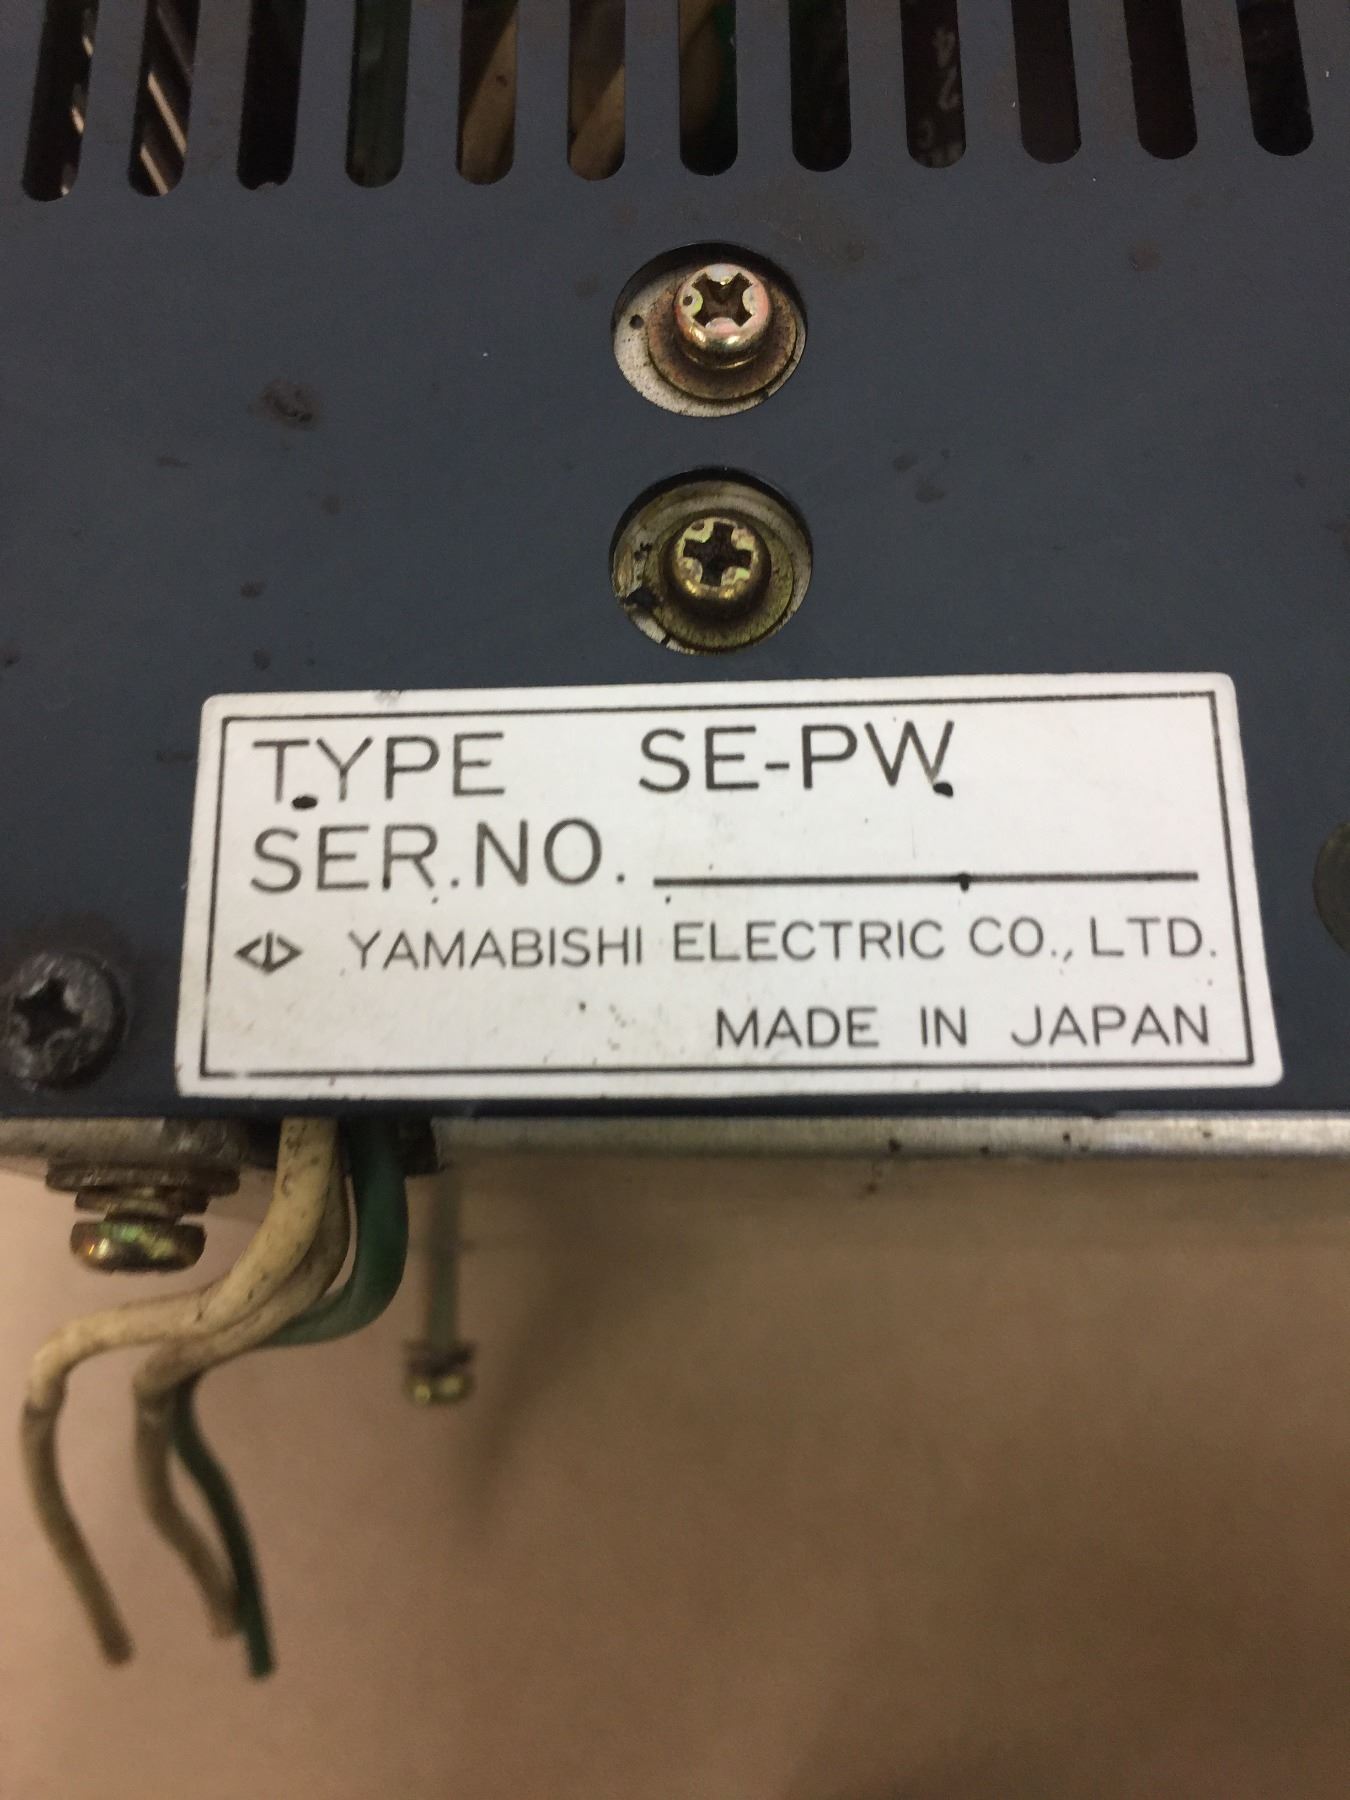 TYPE SE-PW
SER.NO.
YAMABISHI ELECTRIC CO., LTD.
MADE IN JAPAN